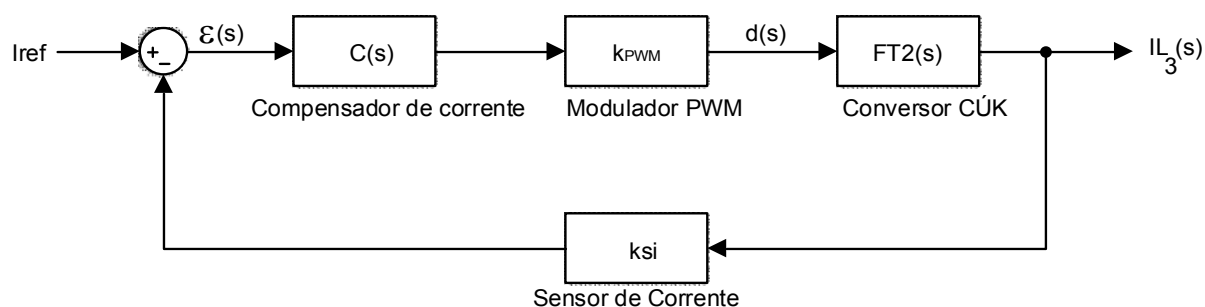 Iref
+
-
ε(s)
C(s)
Compensador de corrente
kPWM
Modulador PWM
d(s)
FT2(s)
Conversor CÚK
IL3(s)
ksi
Sensor de Corrente